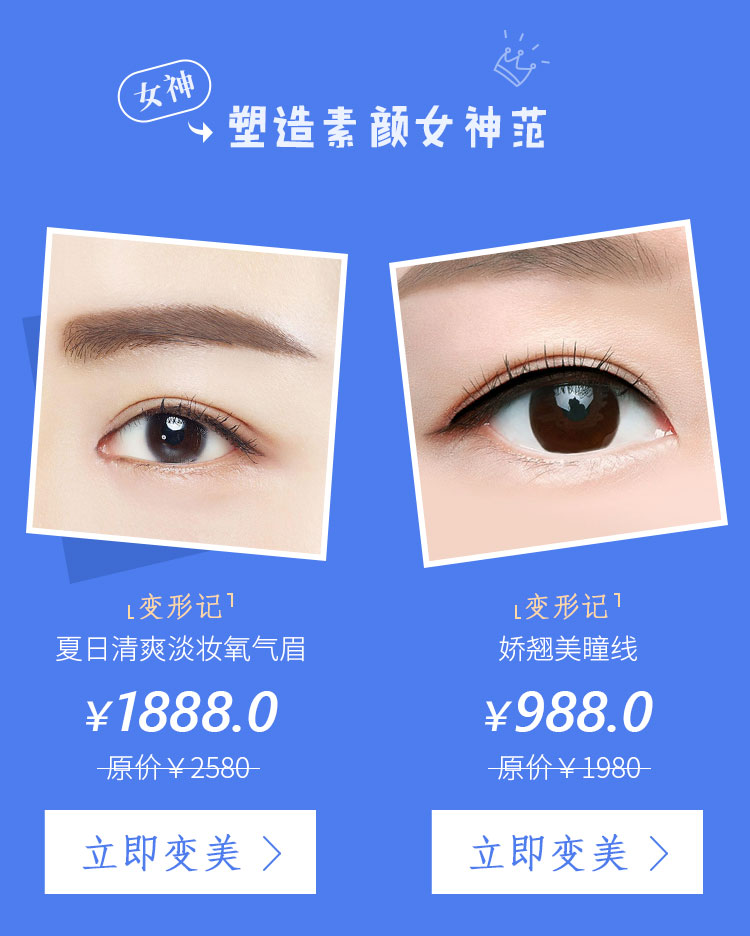 女神
塑造素颜女神范
变形记
夏日清爽淡妆氧气眉
¥1888.0
原价¥2580
立即变美
变形记
娇翘美瞳线
¥988.0
原价¥1980
立即变美